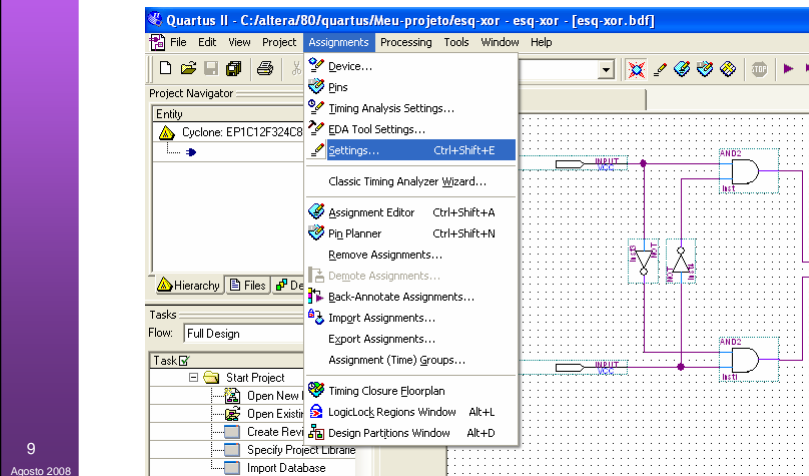 Quartus II - C:/altera/80/quartus/Meu-projeto/esq-xor - esq-xor - [esq-xor.bdf]
File Edit View Project Assignments Processing Tools Window Help
Project Navigator
Entity
Cyclone: EP1C12F324C8
Hierarchy Files De
Tasks
Flow: Full Design
Task
Start Project
Open New
Open Existin
Create Revi
Specify Project Librarie
Import Database
Device...
Pins
Timing Analysis Settings...
EDA Tool Settings...
Settings... Ctrl+Shift+E
Classic Timing Analyzer Wizard...
Assignment Editor Ctrl+Shift+A
Pin Planner Ctrl+Shift+N
Remove Assignments...
Demote Assignments...
Back-Annotate Assignments...
Import Assignments...
Export Assignments...
Assignment (Time) Groups...
Timing Closure Floorplan
LogicLock Regions Window Alt+L
Design Partitions Window Alt+D
INPUT
VCC
AND2
inst
NOT
NOT
INPUT
VCC
AND2
inst1
9
Agosto 2008